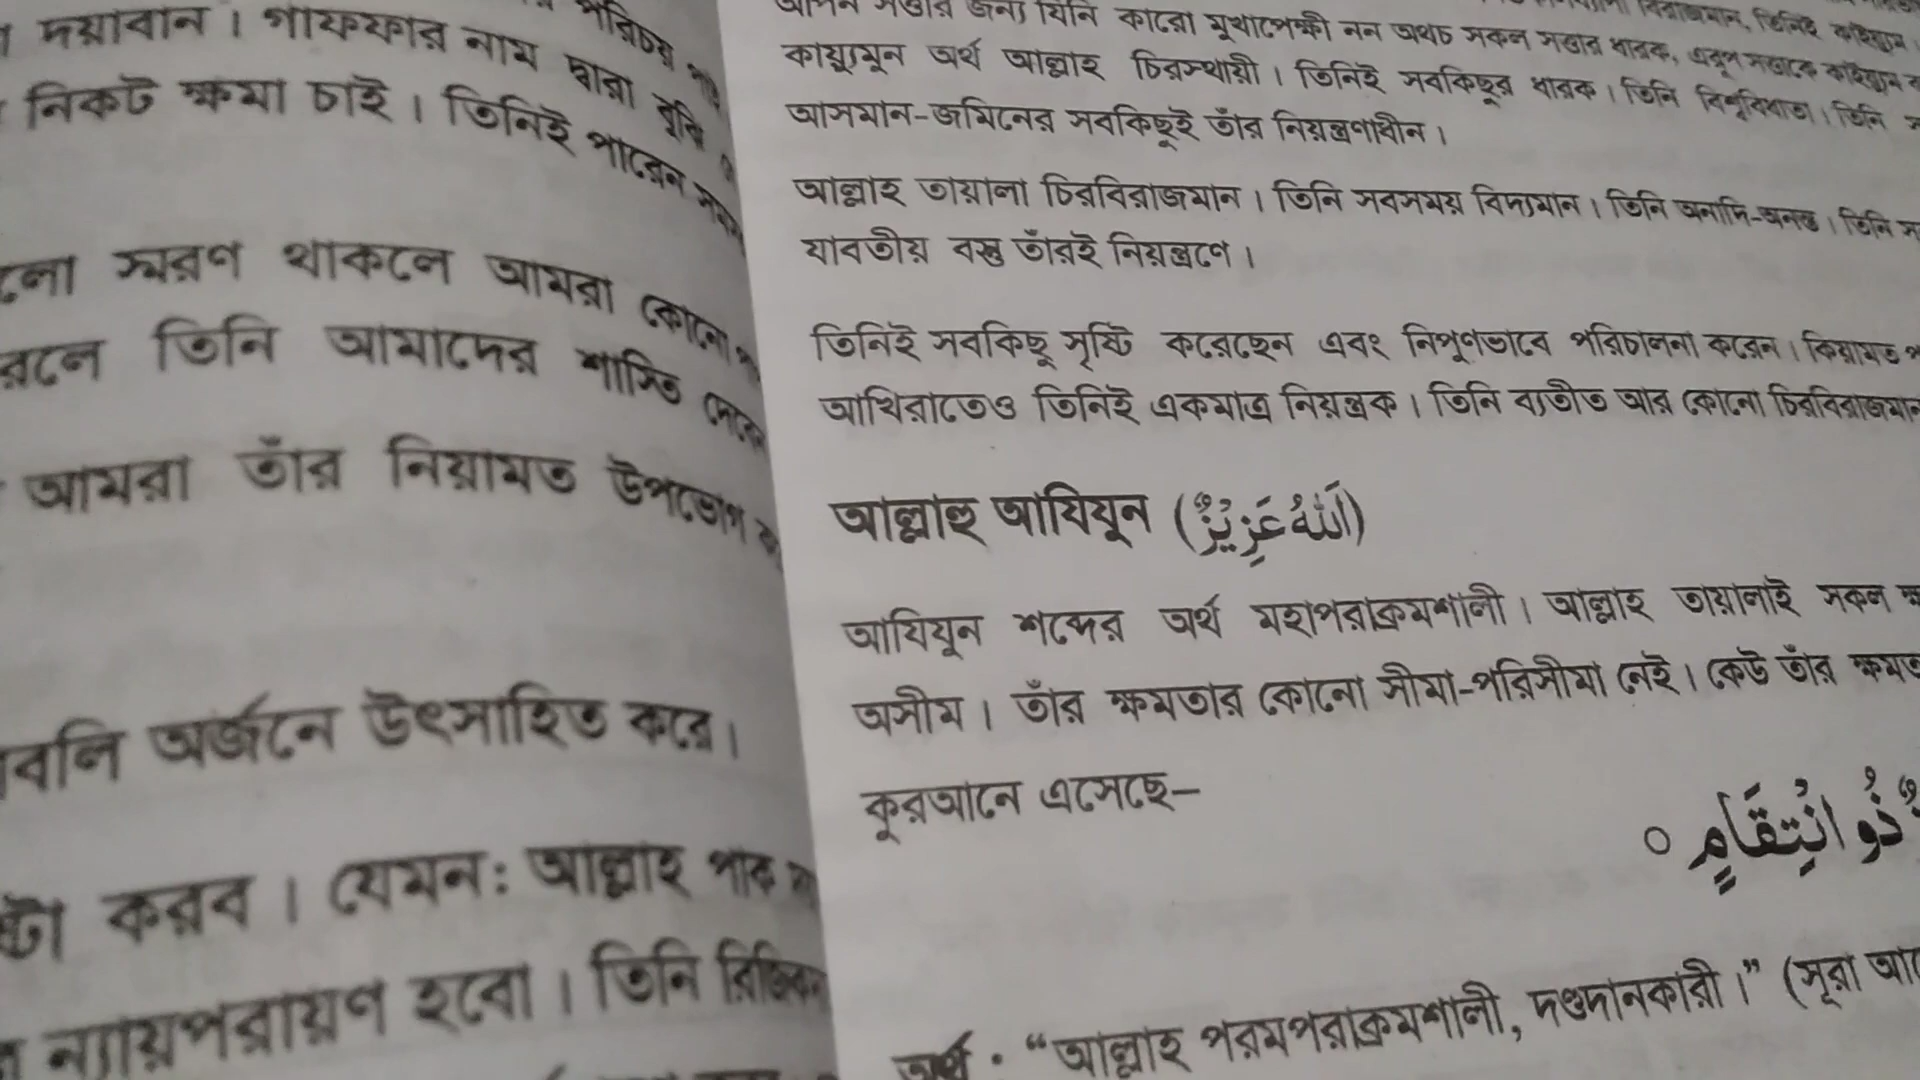 দয়াবান। গাফফার নাম দ্বারা বুঝি
নিকট ক্ষমা চাই। তিনিই পারেন
স্মরণ থাকলে আমরা কোনো
তিনি আমাদের শাস্তি দেবেন
আমরা তাঁর নিয়ামত উপভোগ
অর্জনে উৎসাহিত করে।
করব। যেমন: আল্লাহ পাক
ন্যায়পরায়ণ হবো। তিনি
আপন সত্তার জন্য যিনি কারো মুখাপেক্ষী নন অথচ সকল সত্তার ধারক, এরূপ সত্তাকে কাইয়্যুম
কায়্যুমুন অর্থ আল্লাহ চিরস্থায়ী। তিনিই সবকিছুর ধারক। তিনি বিশ্ববিধাতা। তিনি
আসমান-জমিনের সবকিছুই তাঁর নিয়ন্ত্রণাধীন।
আল্লাহ তায়ালা চিরবিরাজমান। তিনি সবসময় বিদ্যমান। তিনি অনাদি-অনন্ত। তিনি
যাবতীয় বস্তু তাঁরই নিয়ন্ত্রণে।
তিনিই সবকিছু সৃষ্টি করেছেন এবং নিপুণভাবে পরিচালনা করেন। কিয়ামত
আখিরাতেও তিনিই একমাত্র নিয়ন্ত্রক। তিনি ব্যতীত আর কোনো চিরবিরাজমান
আল্লাহু আযিযুন (اَللّٰهُ عَزِيْزٌ)
আযিযুন শব্দের অর্থ মহাপরাক্রমশালী। আল্লাহ তায়ালাই সকল
অসীম। তাঁর ক্ষমতার কোনো সীমা-পরিসীমা নেই। কেউ তাঁর
কুরআনে এসেছে–
ذُو انْتِقَامٍ ○
অর্থ: “আল্লাহ পরমপরাক্রমশালী, দণ্ডদানকারী।” (সূরা